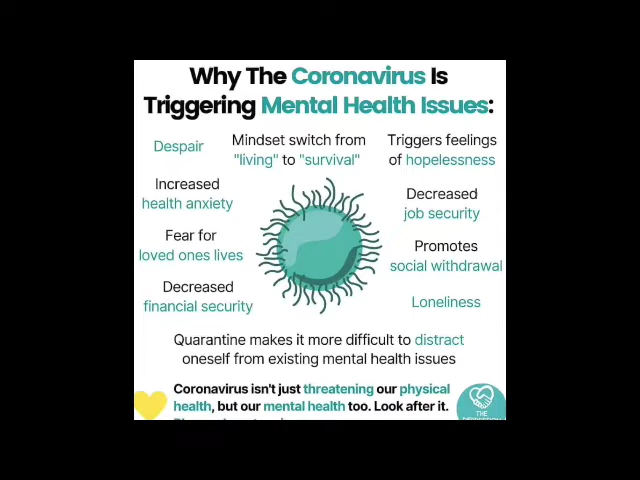 Why The Coronavirus Is
Triggering Mental Health Issues:
Despair
Mindset switch from
"living" to "survival"
Triggers feelings
of hopelessness
Increased
health anxiety
Decreased
job security
Fear for
loved ones lives
Promotes
social withdrawal
Decreased
financial security
Loneliness
Quarantine makes it more difficult to distract
oneself from existing mental health issues
Coronavirus isn't just threatening our physical
health, but our mental health too. Look after it.
THE